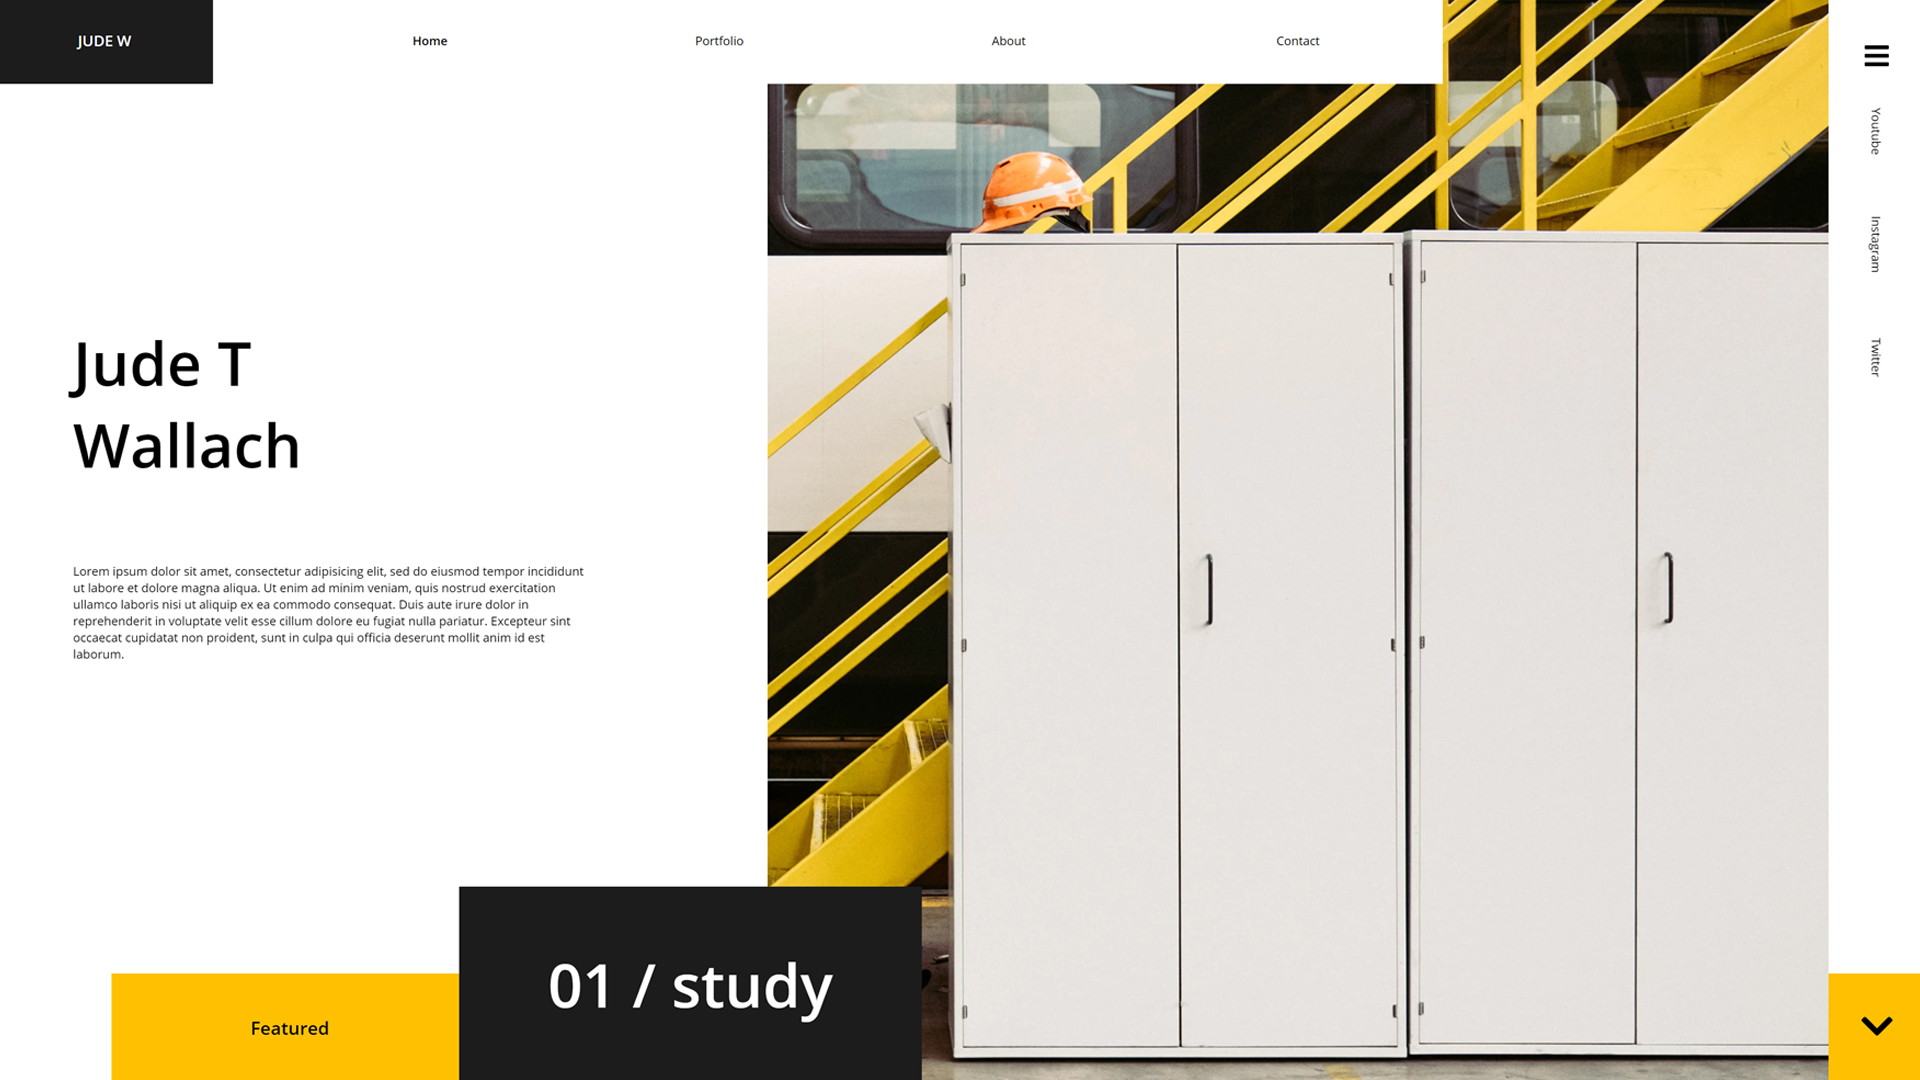 JUDE W
Home
Portfolio
About
Contact
Youtube
Instagram
Twitter
Jude T
Wallach
Lorem ipsum dolor sit amet, consectetur adipisicing elit, sed do eiusmod tempor incididunt
ut labore et dolore magna aliqua. Ut enim ad minim veniam, quis nostrud exercitation
ullamco laboris nisi ut aliquip ex ea commodo consequat. Duis aute irure dolor in
reprehenderit in voluptate velit esse cillum dolore eu fugiat nulla pariatur. Excepteur sint
occaecat cupidatat non proident, sunt in culpa qui officia deserunt mollit anim id est
laborum.
Featured
01 / study